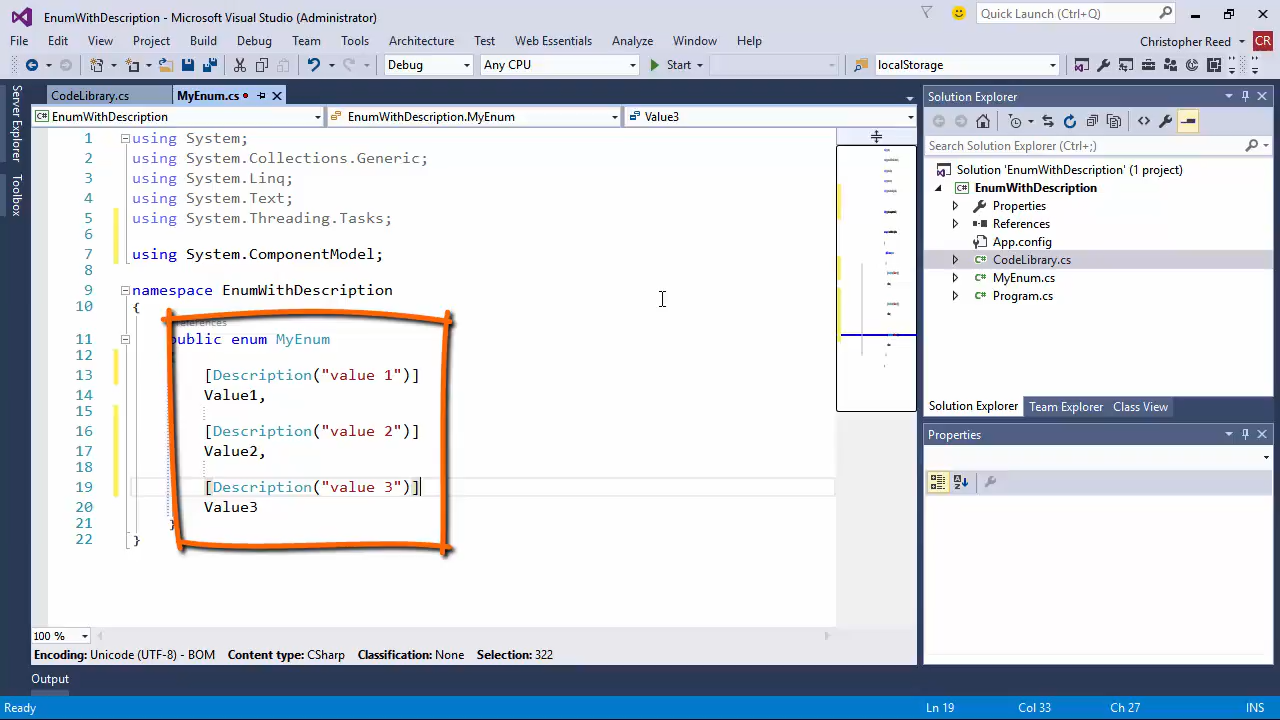 EnumWithDescription - Microsoft Visual Studio (Administrator)
Quick Launch (Ctrl+Q)
File Edit View Project Build Debug Team Tools Architecture Test Web Essentials Analyze Window Help
Christopher Reed CR
Debug Any CPU Start localStorage
Server Explorer
Toolbox
CodeLibrary.cs MyEnum.cs
EnumWithDescription EnumWithDescription.MyEnum Value3
1 using System;
2 using System.Collections.Generic;
3 using System.Linq;
4 using System.Text;
5 using System.Threading.Tasks;
6
7 using System.ComponentModel;
8
9 namespace EnumWithDescription
10 {
references
11 public enum MyEnum
12
13 [Description("value 1")]
14 Value1,
15
16 [Description("value 2")]
17 Value2,
18
19 [Description("value 3")]
20 Value3
21 }
22 }
100 %
Encoding: Unicode (UTF-8) - BOM Content type: CSharp Classification: None Selection: 322
Solution Explorer
Search Solution Explorer (Ctrl+;)
Solution 'EnumWithDescription' (1 project)
EnumWithDescription
Properties
References
App.config
CodeLibrary.cs
MyEnum.cs
Program.cs
Solution Explorer Team Explorer Class View
Properties
Output
Ready Ln 19 Col 33 Ch 27 INS